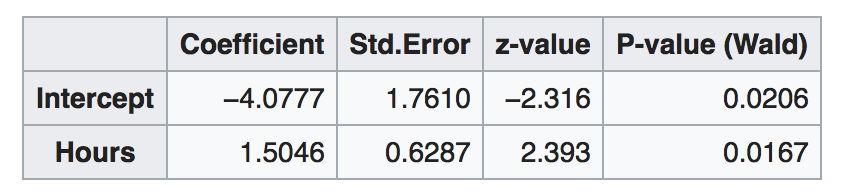 Coefficient Std.Error z-value P-value (Wald)
Intercept −4.0777 1.7610 −2.316 0.0206
Hours 1.5046 0.6287 2.393 0.0167